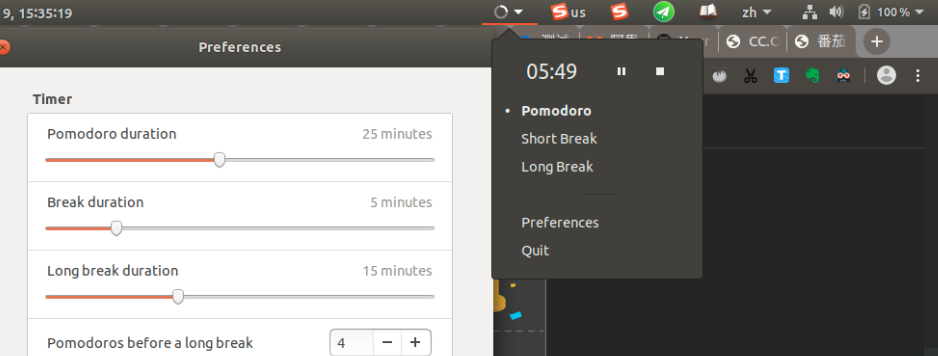 9, 15:35:19
us
zh
100 %
Preferences
CC.C
番茄
Timer
Pomodoro duration
25 minutes
Break duration
5 minutes
Long break duration
15 minutes
Pomodoros before a long break
4
05:49
Pomodoro
Short Break
Long Break
Preferences
Quit